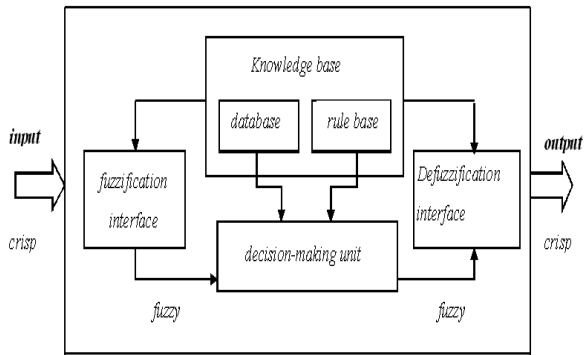 Knowledge base
database
rule base
input
output
fuzzification
interface
Defuzzification
interface
crisp
decision-making unit
crisp
fuzzy
fuzzy